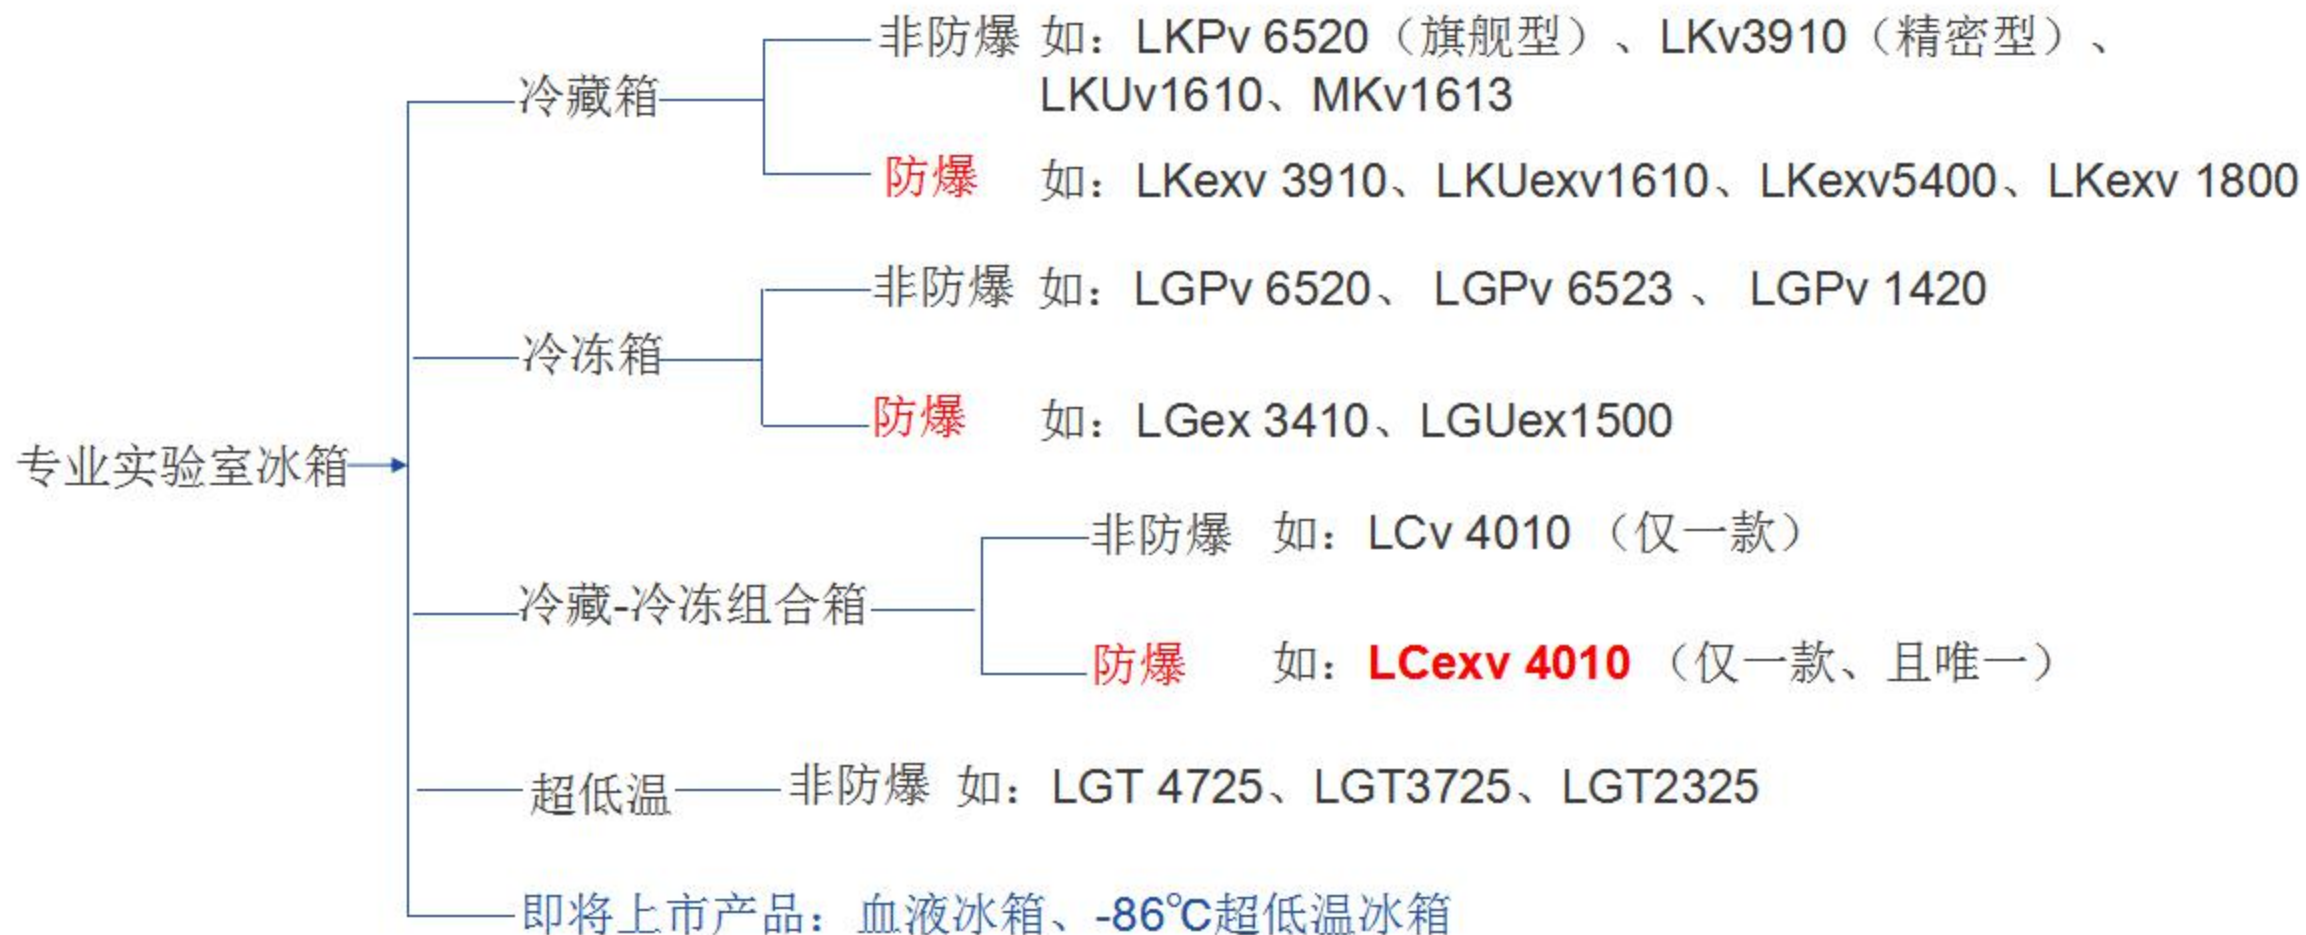 非防爆 如：LKPv 6520（旗舰型）、LKv3910（精密型）、
LKUv1610、MKv1613
冷藏箱
防爆 如：LKexv 3910、LKUexv1610、LKexv5400、LKexv 1800
非防爆 如：LGPv 6520、 LGPv 6523 、 LGPv 1420
冷冻箱
防爆 如：LGex 3410、LGUex1500
专业实验室冰箱
非防爆 如：LCv 4010 （仅一款）
冷藏-冷冻组合箱
防爆 如：LCexv 4010 （仅一款、且唯一）
超低温 非防爆 如：LGT 4725、LGT3725、LGT2325
即将上市产品：血液冰箱、-86℃超低温冰箱